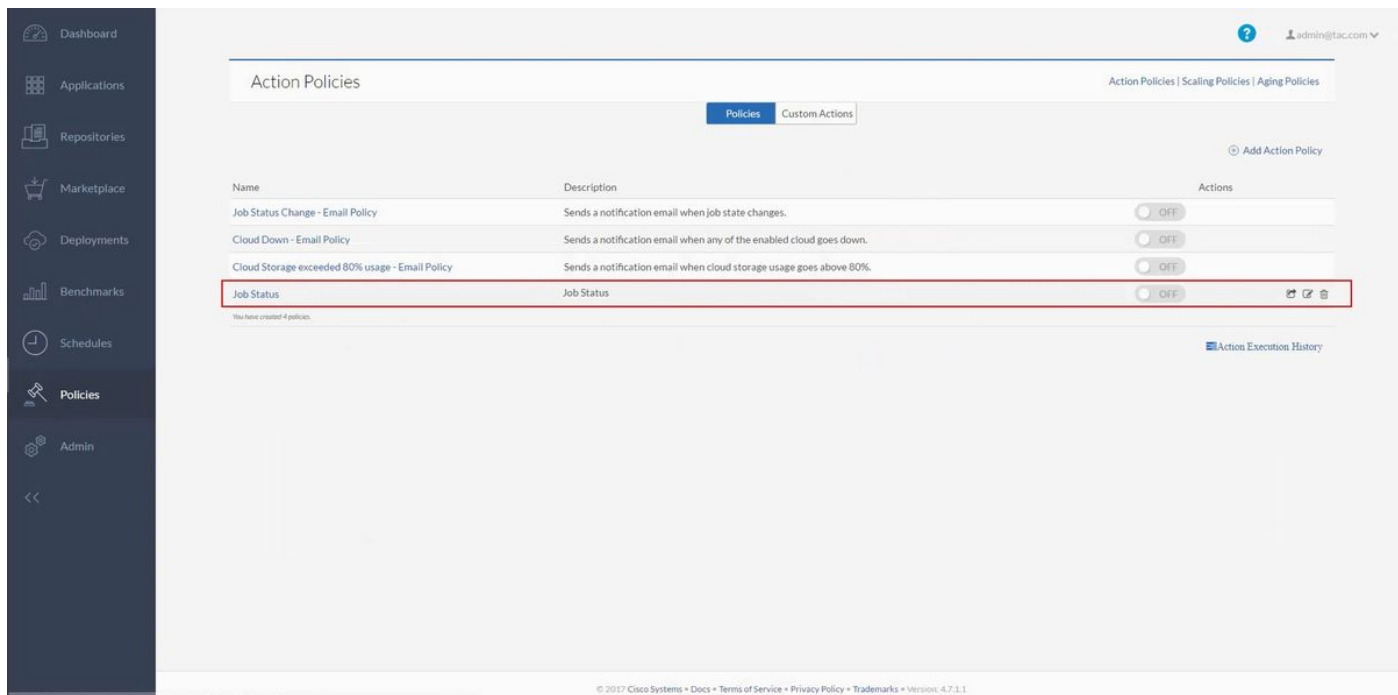 Dashboard
admin@tac.com
Action Policies
Action Policies | Scaling Policies | Aging Policies
Applications
Policies
Custom Actions
Repositories
Add Action Policy
Marketplace
Name Description Actions
Job Status Change - Email Policy Sends a notification email when job state changes. OFF
Deployments
Cloud Down - Email Policy Sends a notification email when any of the enabled cloud goes down. OFF
Cloud Storage exceeded 80% usage - Email Policy Sends a notification email when cloud storage usage goes above 80%. OFF
Benchmarks
Job Status Job Status OFF
You have created 4 policies.
Schedules
Action Execution History
Policies
Admin
<<
© 2017 Cisco Systems • Docs • Terms of Service • Privacy Policy • Trademarks • Version: 4.7.1.1